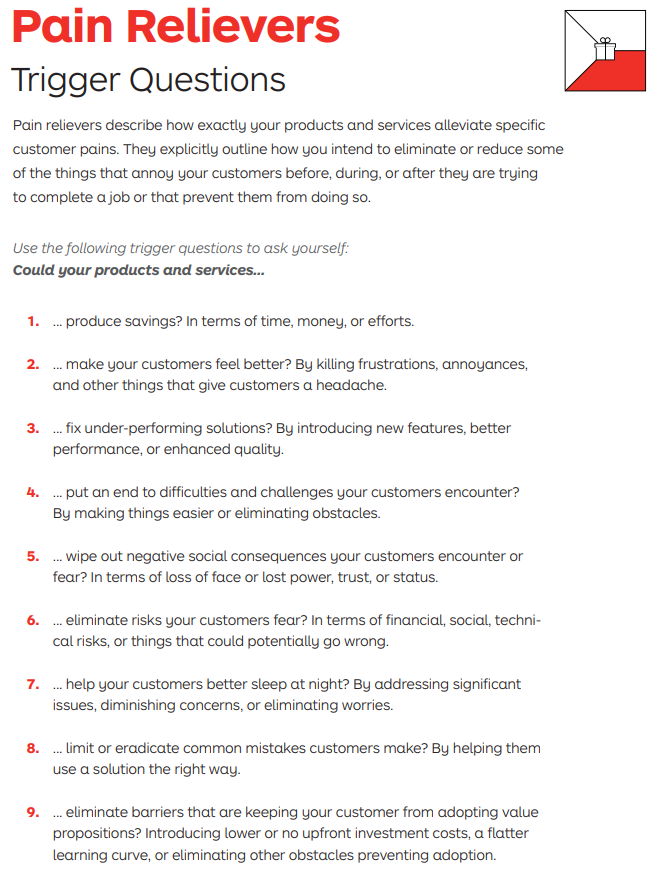 Pain Relievers
Trigger Questions
Pain relievers describe how exactly your products and services alleviate specific
customer pains. They explicitly outline how you intend to eliminate or reduce some
of the things that annoy your customers before, during, or after they are trying
to complete a job or that prevent them from doing so.
Use the following trigger questions to ask yourself:
Could your products and services...
1. ... produce savings? In terms of time, money, or efforts.
2. ... make your customers feel better? By killing frustrations, annoyances,
and other things that give customers a headache.
3. ... fix under-performing solutions? By introducing new features, better
performance, or enhanced quality.
4. ... put an end to difficulties and challenges your customers encounter?
By making things easier or eliminating obstacles.
5. ... wipe out negative social consequences your customers encounter or
fear? In terms of loss of face or lost power, trust, or status.
6. ... eliminate risks your customers fear? In terms of financial, social, techni-
cal risks, or things that could potentially go wrong.
7. ... help your customers better sleep at night? By addressing significant
issues, diminishing concerns, or eliminating worries.
8. ... limit or eradicate common mistakes customers make? By helping them
use a solution the right way.
9. ... eliminate barriers that are keeping your customer from adopting value
propositions? Introducing lower or no upfront investment costs, a flatter
learning curve, or eliminating other obstacles preventing adoption.